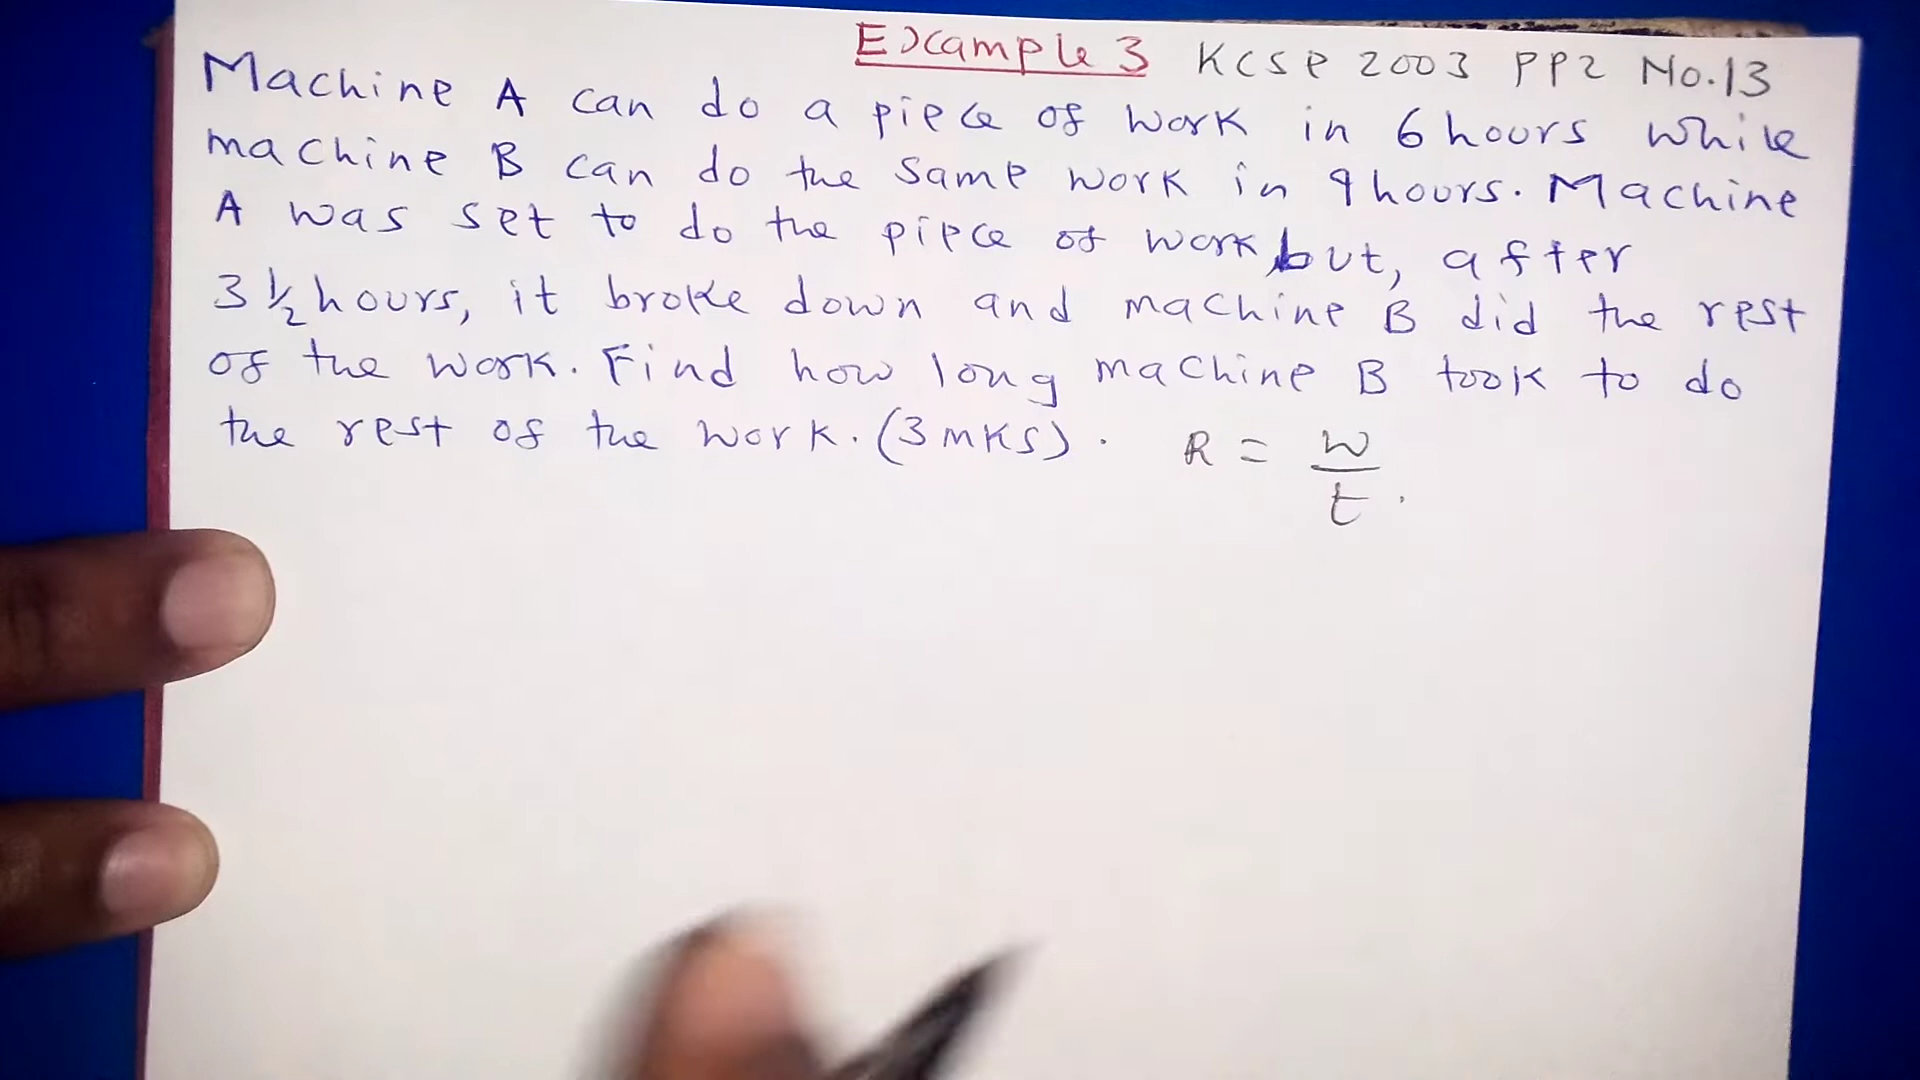 Example 3 KCSE 2003 PP2 No.13
Machine A can do a piece of work in 6 hours while
machine B can do the same work in 9 hours. Machine
A was set to do the piece of work but, after
3 1/2 hours, it broke down and machine B did the rest
of the work. Find how long machine B took to do
the rest of the work. (3 mks).
R = w/t.